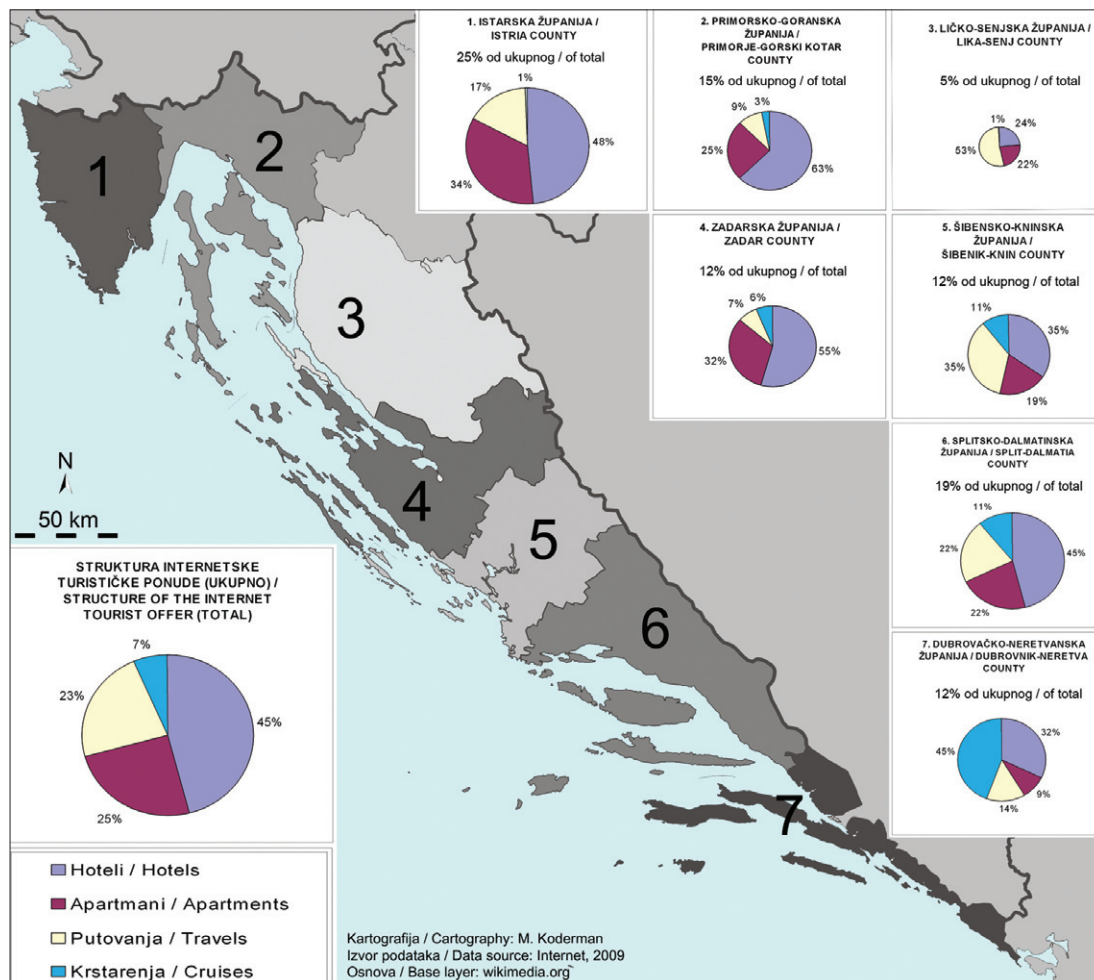 1. ISTARSKA ŽUPANIJA /
ISTRIA COUNTY
25% od ukupnog / of total
1%
17%
48%
34%
2. PRIMORSKO-GORANSKA
ŽUPANIJA /
PRIMORJE-GORSKI KOTAR
COUNTY
15% od ukupnog / of total
3%
9%
25%
63%
3. LIČKO-SENJSKA ŽUPANIJA /
LIKA-SENJ COUNTY
5% od ukupnog / of total
1%
24%
53%
22%
4. ZADARSKA ŽUPANIJA /
ZADAR COUNTY
12% od ukupnog / of total
7%
6%
32%
55%
5. ŠIBENSKO-KNINSKA
ŽUPANIJA /
ŠIBENIK-KNIN COUNTY
12% od ukupnog / of total
11%
35%
35%
19%
6. SPLITSKO-DALMATINSKA
ŽUPANIJA / SPLIT-DALMATIA
COUNTY
19% od ukupnog / of total
11%
22%
45%
22%
7. DUBROVAČKO-NERETVANSKA
ŽUPANIJA / DUBROVNIK-NERETVA
COUNTY
12% od ukupnog / of total
32%
45%
9%
14%
1
2
3
4
5
6
7
N
50 km
STRUKTURA INTERNETSKE
TURISTIČKE PONUDE (UKUPNO) /
STRUCTURE OF THE INTERNET
TOURIST OFFER (TOTAL)
7%
23%
45%
25%
Hoteli / Hotels
Apartmani / Apartments
Putovanja / Travels
Krstarenja / Cruises
Kartografija / Cartography: M. Koderman
Izvor podataka / Data source: Internet, 2009
Osnova / Base layer: wikimedia.org